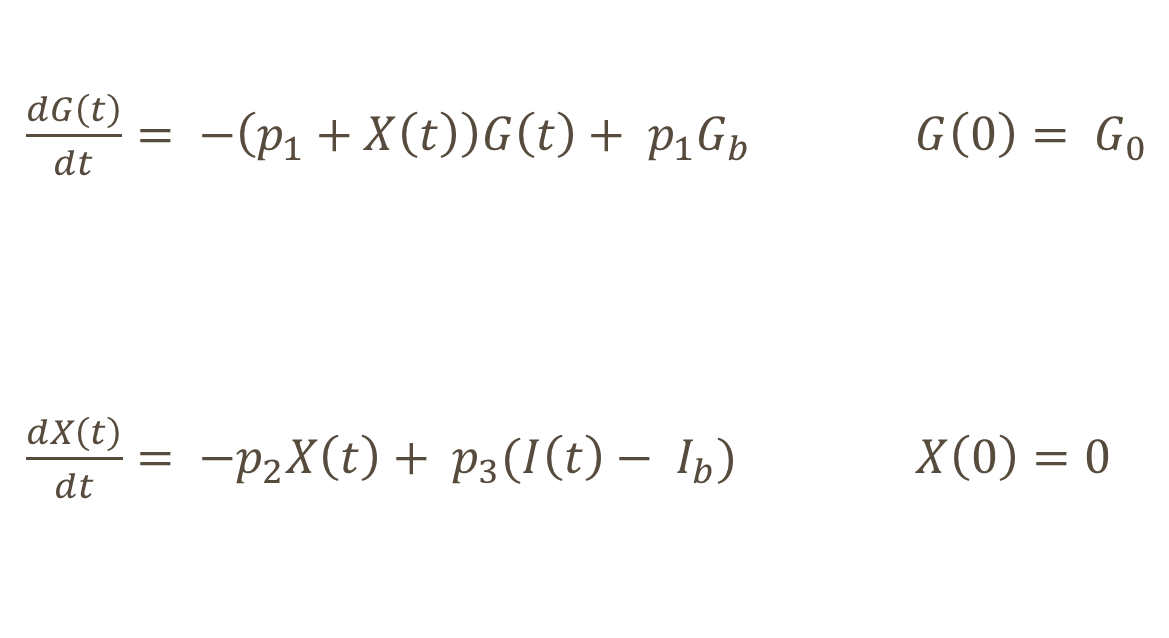 dG(t)/dt = −(p₁ + X(t))G(t) + p₁G_b    G(0) = G₀
dX(t)/dt = −p₂X(t) + p₃(I(t) − I_b)    X(0) = 0